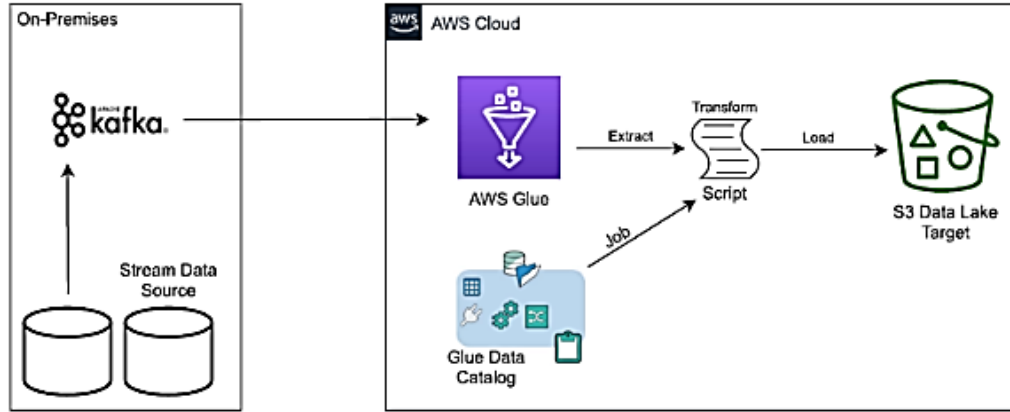 On-Premises
APACHE
kafka.
Stream Data
Source
aws
AWS Cloud
AWS Glue
Extract
Transform
Script
Load
S3 Data Lake
Target
Job
Glue Data
Catalog